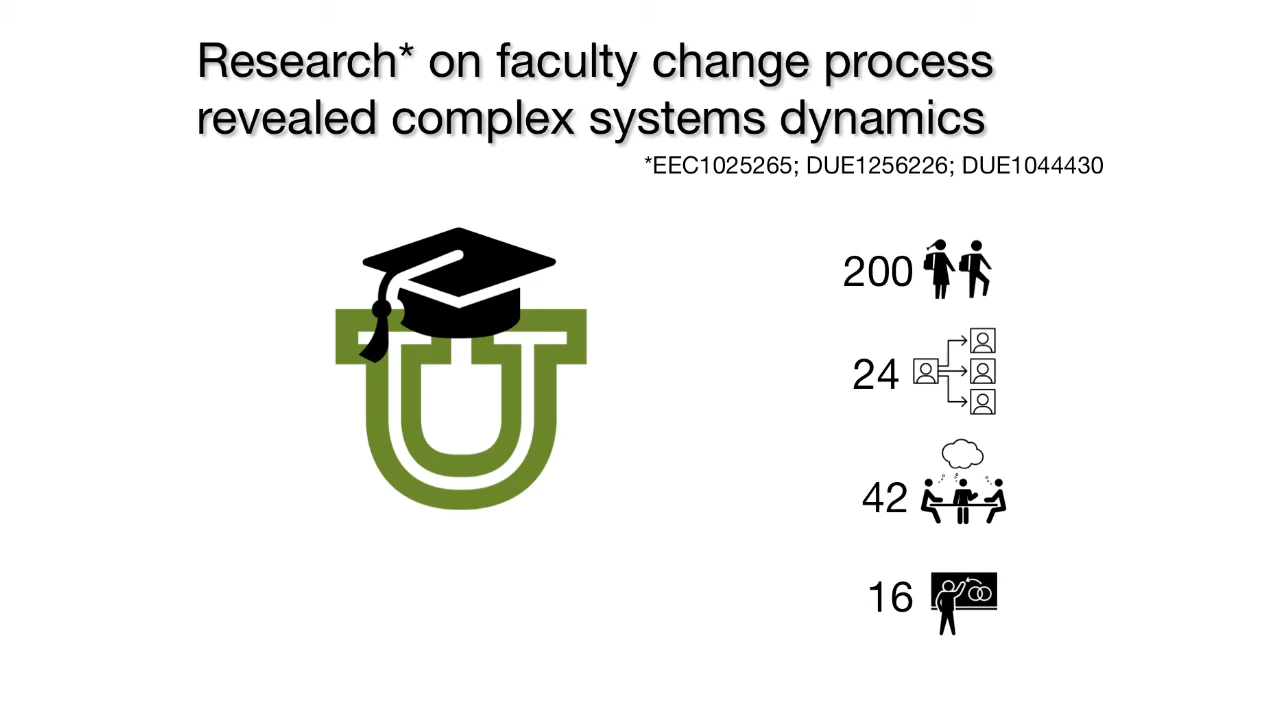 Research* on faculty change process
revealed complex systems dynamics
*EEC1025265; DUE1256226; DUE1044430
U
200
24
42
16